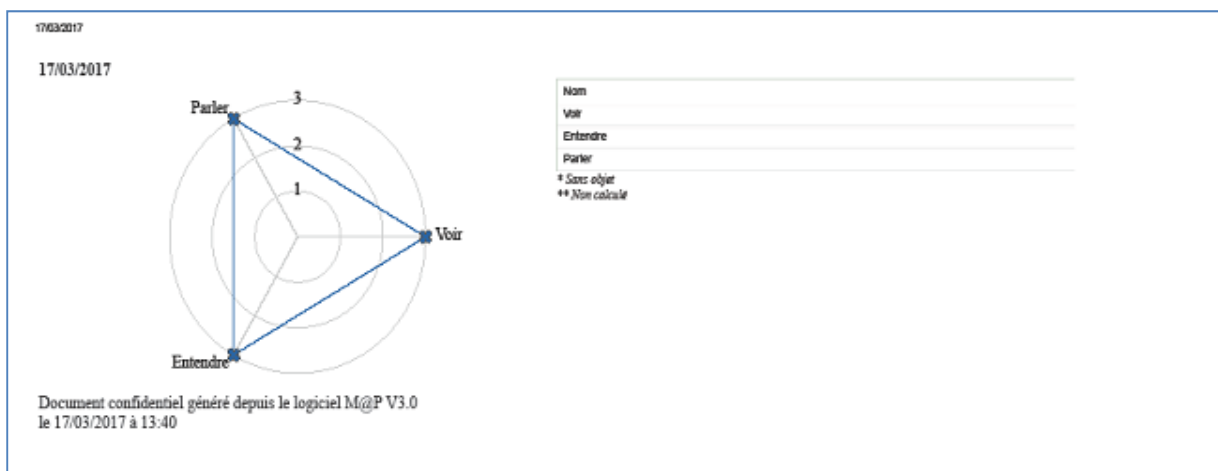 17/03/2017
17/03/2017
Parler
3
2
1
Voir
Entendre
Nom
Voir
Entendre
Parler
* Sans objet
** Non calculé
Document confidentiel généré depuis le logiciel M@P V3.0
le 17/03/2017 à 13:40